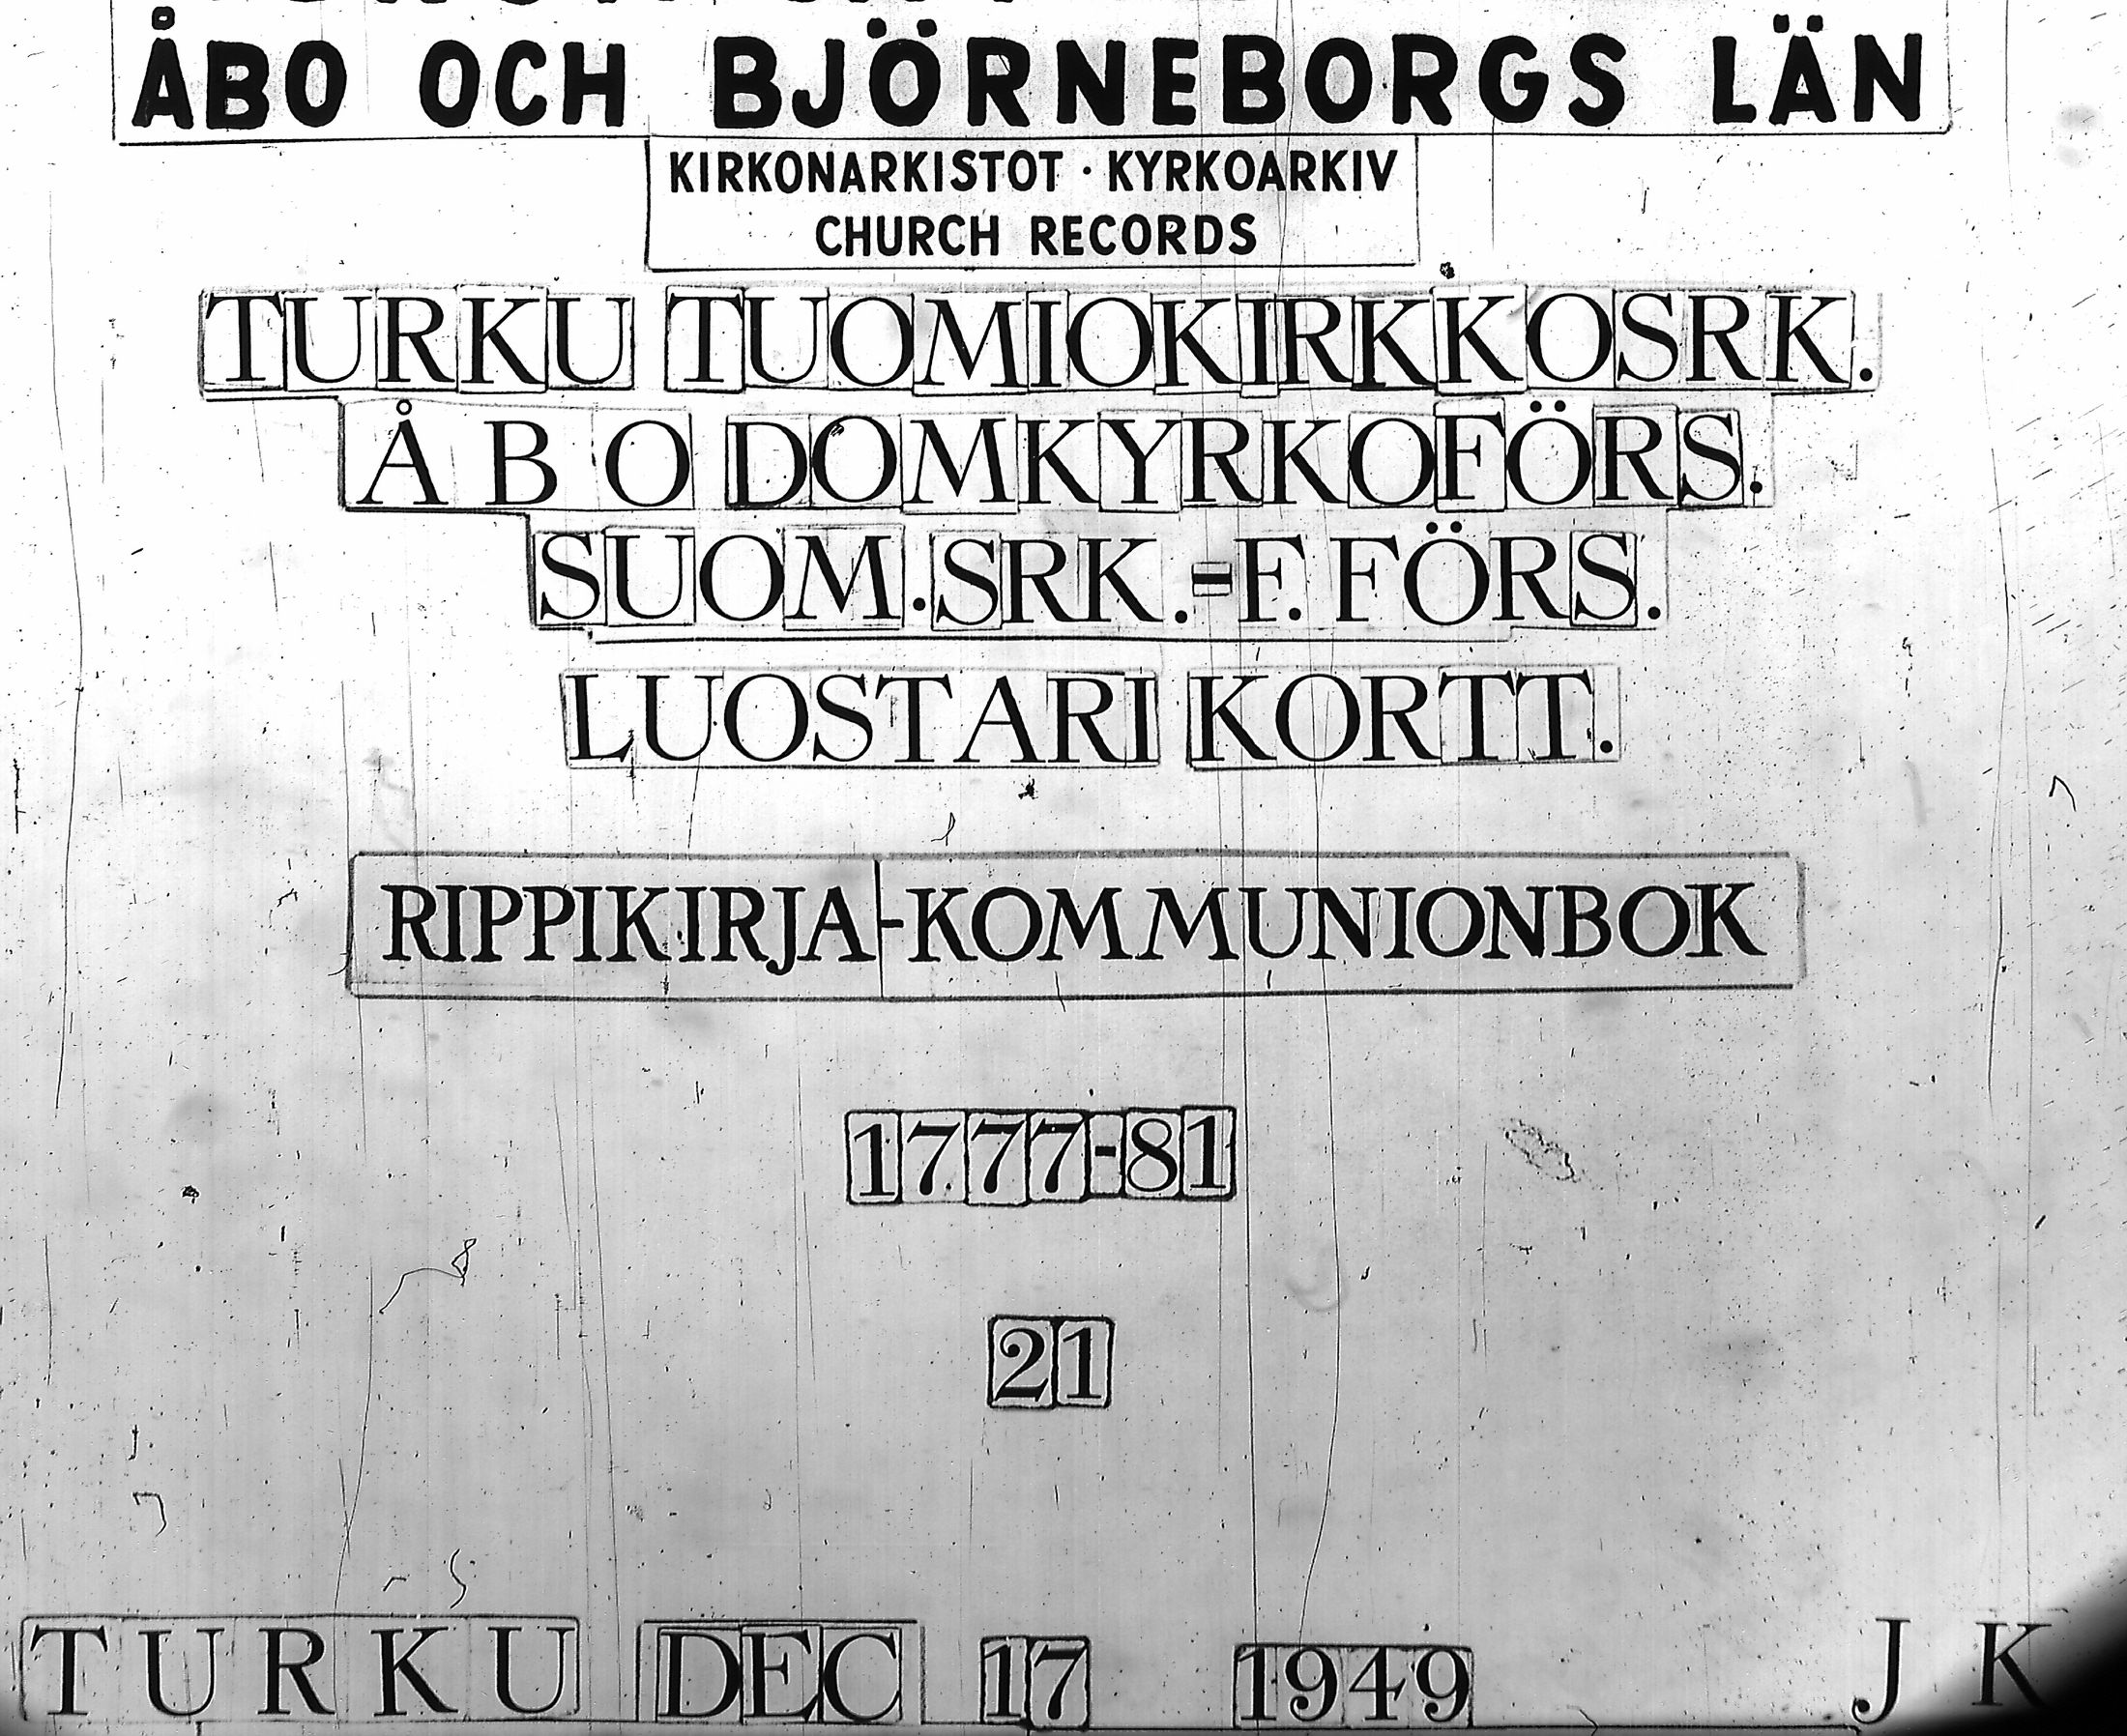 ÅBO OCH BJÖRNEBORGS LÄN
KIRKONARKISTOT · KYRKOARKIV
CHURCH RECORDS
TURKU TUOMIOKIRKKOSRK.
ÅBO DOMKYRKOFÖRS.
SUOM. SRK.=F. FÖRS.
LUOSTARI KORTT.
RIPPIKIRJA-KOMMUNIONBOK
1777-81
21
TURKU DEC 17 1949 J K